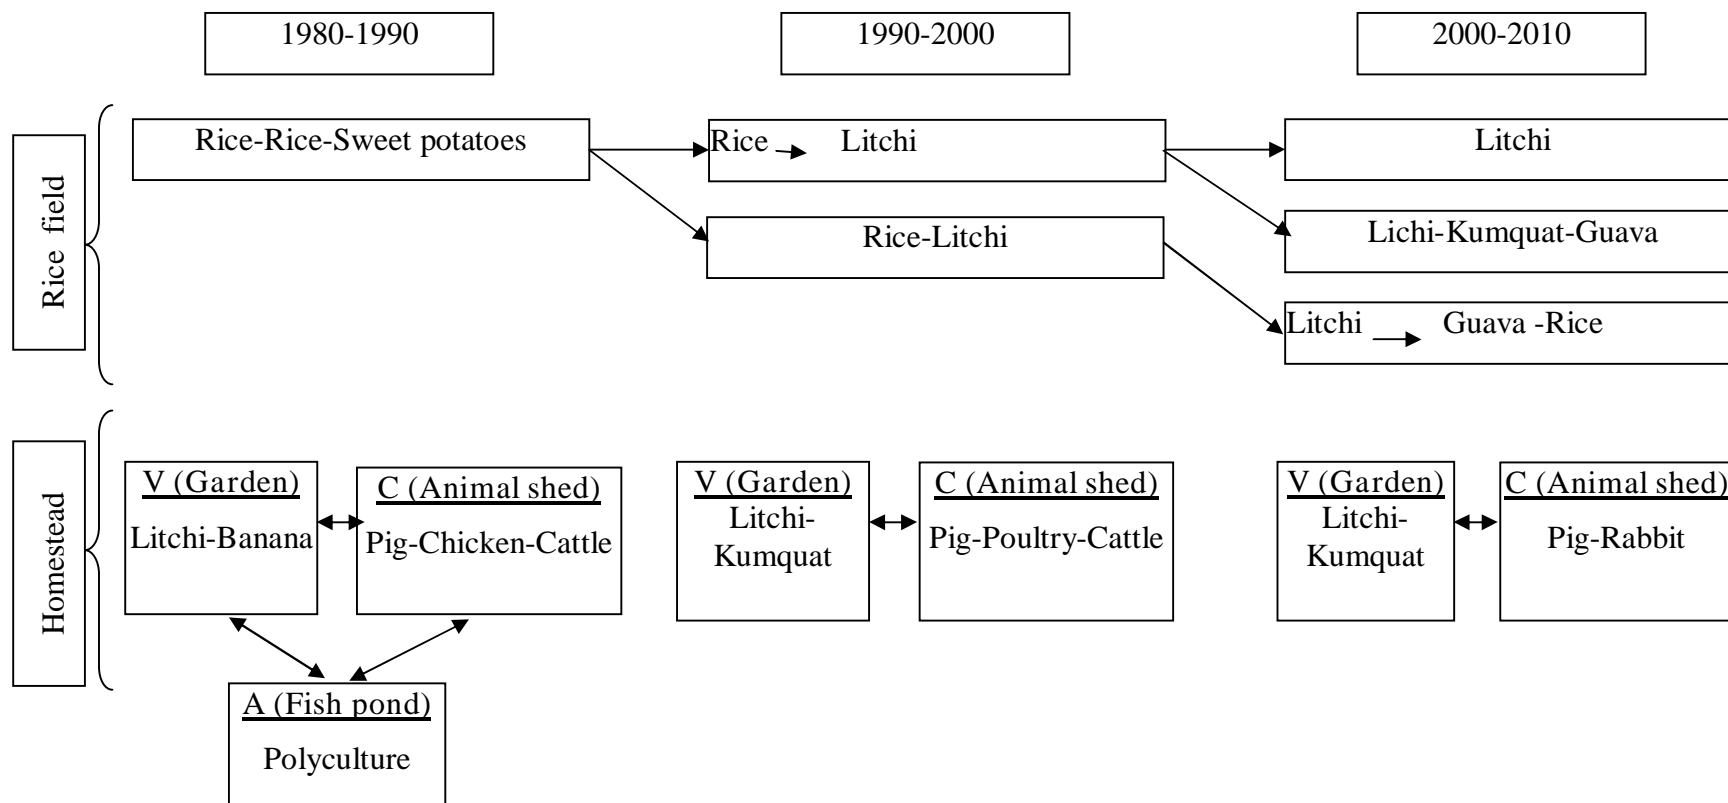 1980-1990
1990-2000
2000-2010
Rice field
Rice-Rice-Sweet potatoes
Rice → Litchi
Litchi
Rice-Litchi
Lichi-Kumquat-Guava
Litchi → Guava -Rice
Homestead
V (Garden)
Litchi-Banana
C (Animal shed)
Pig-Chicken-Cattle
A (Fish pond)
Polyculture
V (Garden)
Litchi-
Kumquat
C (Animal shed)
Pig-Poultry-Cattle
V (Garden)
Litchi-
Kumquat
C (Animal shed)
Pig-Rabbit